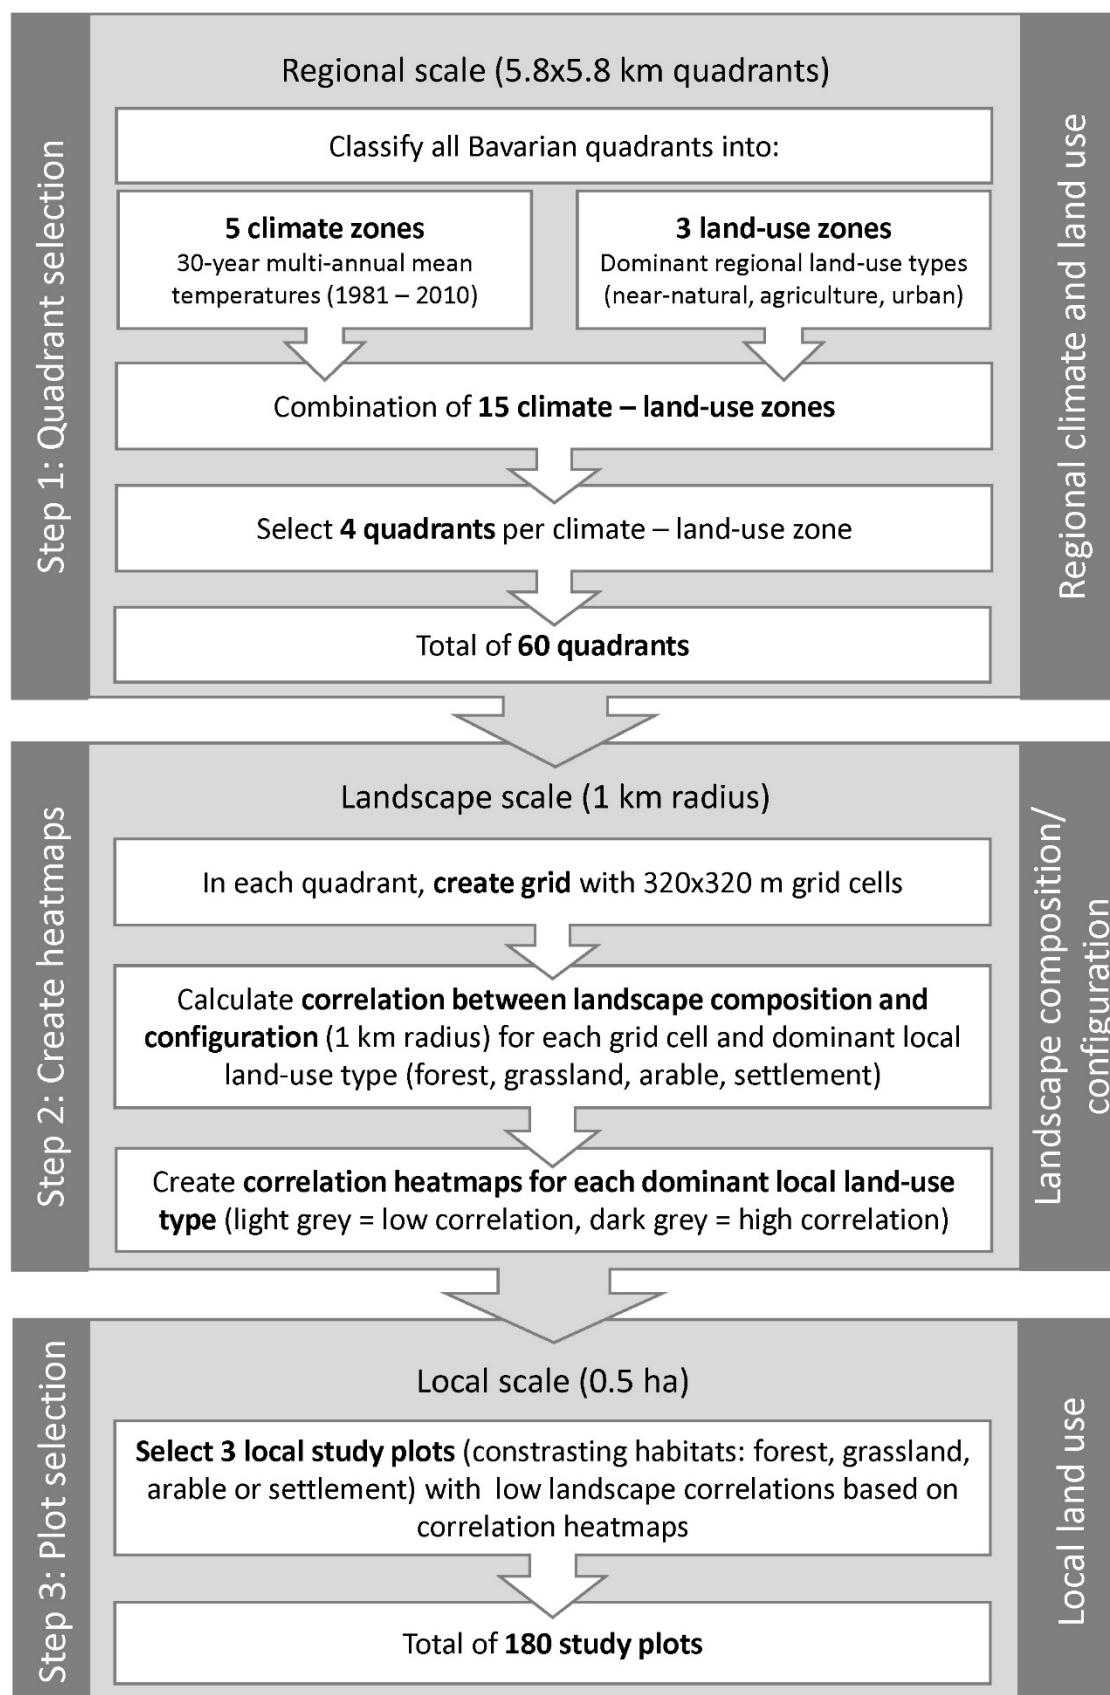 Step 1: Quadrant selection
Regional scale (5.8x5.8 km quadrants)
Classify all Bavarian quadrants into:
5 climate zones
30-year multi-annual mean
temperatures (1981 – 2010)
3 land-use zones
Dominant regional land-use types
(near-natural, agriculture, urban)
Combination of 15 climate – land-use zones
Select 4 quadrants per climate – land-use zone
Total of 60 quadrants
Regional climate and land use
Step 2: Create heatmaps
Landscape scale (1 km radius)
In each quadrant, create grid with 320x320 m grid cells
Calculate correlation between landscape composition and
configuration (1 km radius) for each grid cell and dominant local
land-use type (forest, grassland, arable, settlement)
Create correlation heatmaps for each dominant local land-use
type (light grey = low correlation, dark grey = high correlation)
Landscape composition/
configuration
Step 3: Plot selection
Local scale (0.5 ha)
Select 3 local study plots (constrasting habitats: forest, grassland,
arable or settlement) with low landscape correlations based on
correlation heatmaps
Total of 180 study plots
Local land use